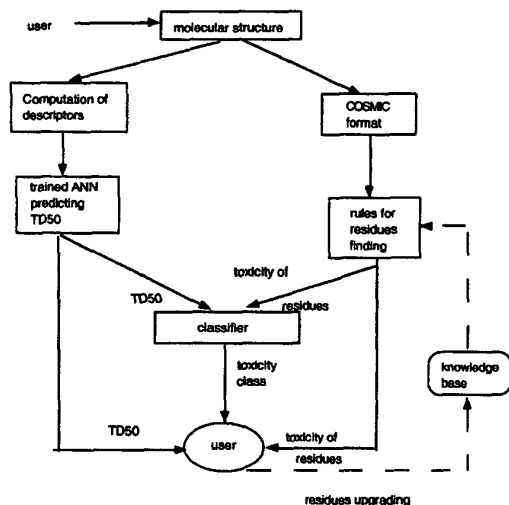 user
molecular structure
Computation of
descriptors
COSMIC
format
trained ANN
predicting
TD50
rules for
residues
finding
TD50
toxicity of
residues
classifier
toxicity
class
knowledge
base
TD50
user
toxicity of
residues
residues upgrading